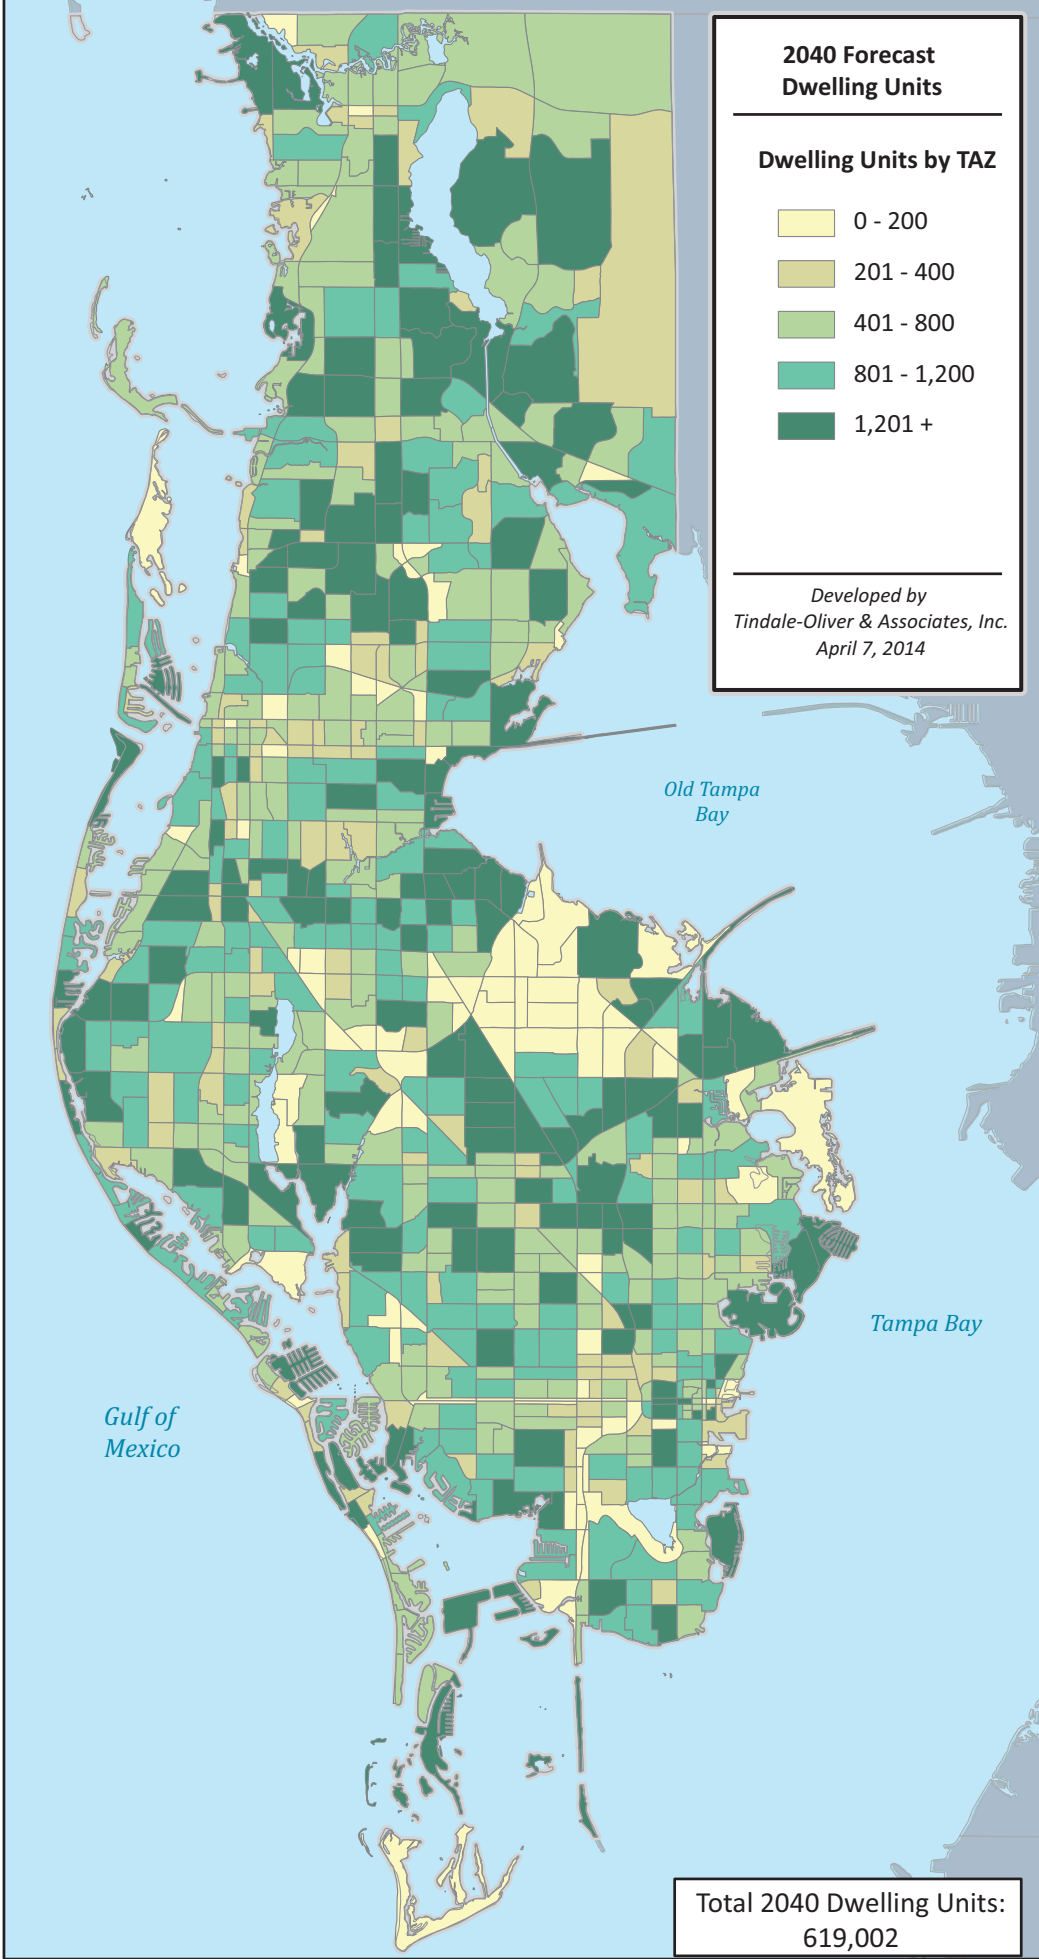 2040 Forecast
Dwelling Units
Dwelling Units by TAZ
0 - 200
201 - 400
401 - 800
801 - 1,200
1,201 +
Developed by
Tindale-Oliver & Associates, Inc.
April 7, 2014
Old Tampa
Bay
Tampa Bay
Gulf of
Mexico
Total 2040 Dwelling Units:
619,002